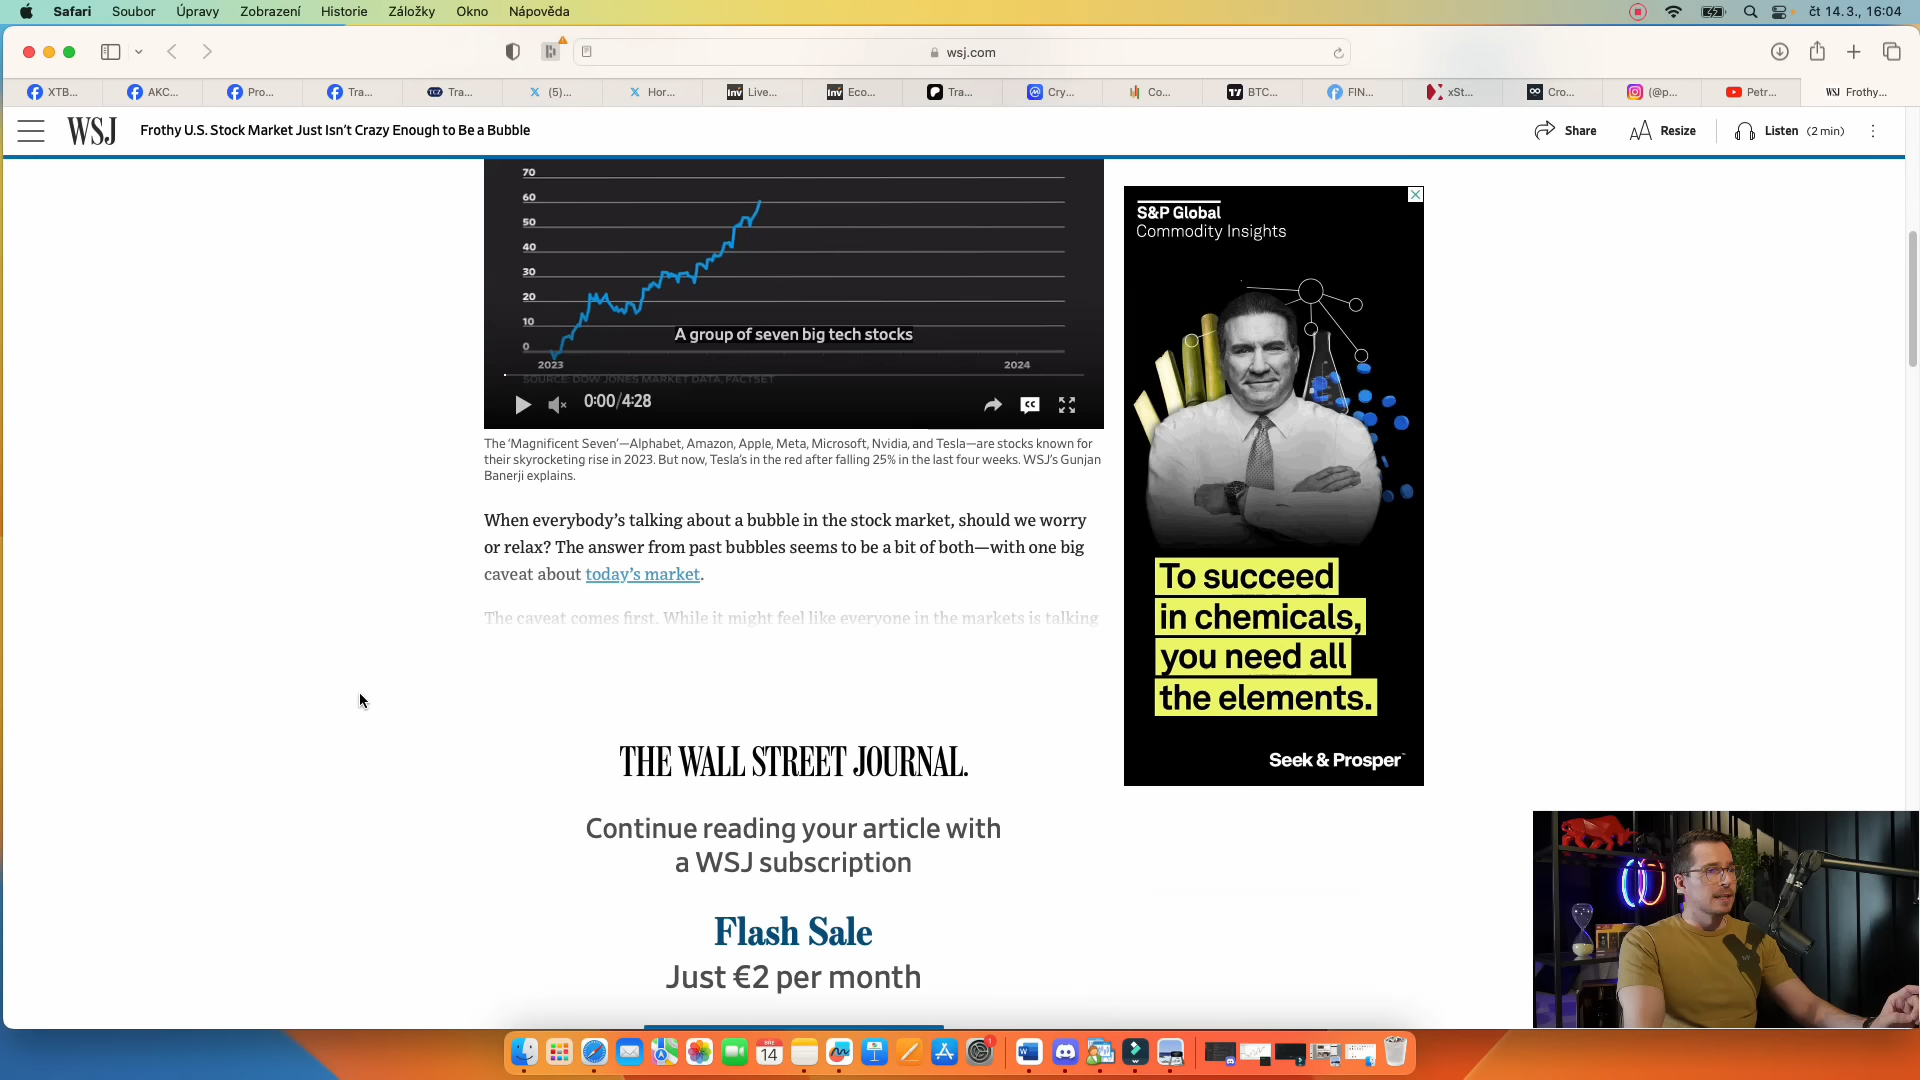 Safari Soubor Úpravy Zobrazení Historie Záložky Okno Nápověda čt 14.3., 16:04
wsj.com
XTB... AKC... Pro... Tra... Tra... (5)... Hor... Live... Eco... Tra... Cry... Co... BTC... FIN... xSt... Cro... (@p... Petr... WSJ Frothy...
WSJ Frothy U.S. Stock Market Just Isn't Crazy Enough to Be a Bubble Share Resize Listen (2 min)
70
60
50
40
30
20
10
0
A group of seven big tech stocks
2023 2024
SOURCE: DOW JONES MARKET DATA, FACTSET
0:00/4:28 CC
The 'Magnificent Seven'—Alphabet, Amazon, Apple, Meta, Microsoft, Nvidia, and Tesla—are stocks known for
their skyrocketing rise in 2023. But now, Tesla's in the red after falling 25% in the last four weeks. WSJ's Gunjan
Banerji explains.
When everybody's talking about a bubble in the stock market, should we worry
or relax? The answer from past bubbles seems to be a bit of both—with one big
caveat about today's market.
The caveat comes first. While it might feel like everyone in the markets is talking
THE WALL STREET JOURNAL.
Continue reading your article with
a WSJ subscription
Flash Sale
Just €2 per month
S&P Global
Commodity Insights
To succeed
in chemicals,
you need all
the elements.
Seek & Prosper™
14